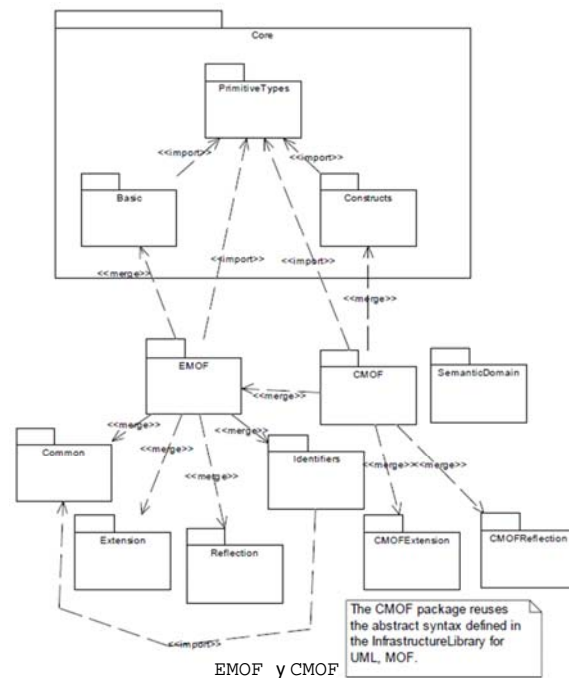 Core
PrimitiveTypes
<<import>>
<<import>>
Basic
Constructs
<<import>>
<<import>>
<<merge>>
<<merge>>
EMOF
CMOF
SemanticDomain
<<merge>>
<<merge>>
<<merge>>
Common
Identifiers
<<merge>>
<<merge>>
<<merge>>
<<merge>>
Extension
Reflection
CMOFExtension
CMOFReflection
<<import>>
The CMOF package reuses
the abstract syntax defined in
the InfrastructureLibrary for
UML, MOF.
EMOF y CMOF